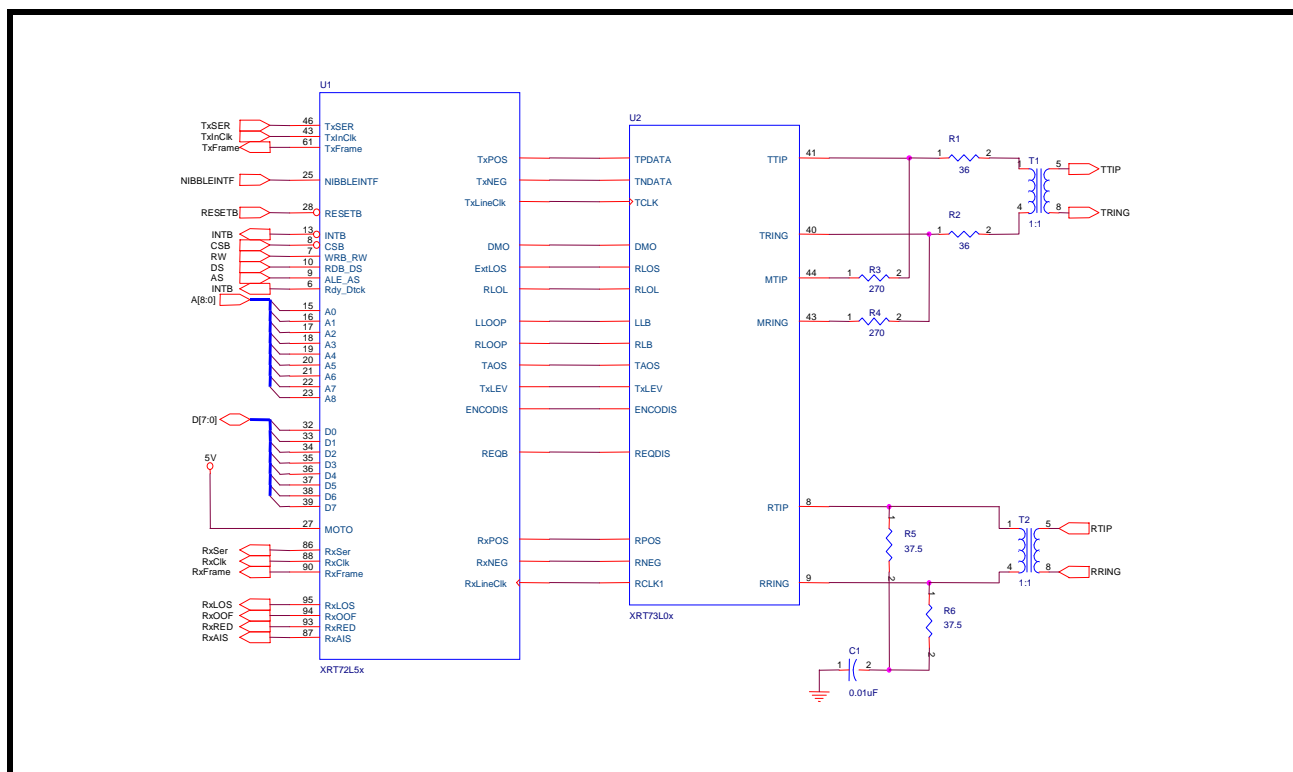 U1
TxSER 46 TxSER
TxInClk 43 TxInClk
TxFrame 61 TxFrame
NIBBLEINTF 25 NIBBLEINTF
RESETB 28 RESETB
INTB 13 INTB
CSB 8 CSB
RW 7 WRB_RW
DS 10 RDB_DS
AS 9 ALE_AS
INTB 6 Rdy_Dtck
A[8:0]
15 A0
16 A1
17 A2
18 A3
19 A4
20 A5
21 A6
22 A7
23 A8
D[7:0]
32 D0
33 D1
34 D2
35 D3
36 D4
37 D5
38 D6
39 D7
5V
27 MOTO
RxSer 86 RxSer
RxClk 88 RxClk
RxFrame 90 RxFrame
RxLOS 95 RxLOS
RxOOF 94 RxOOF
RxRED 93 RxRED
RxAIS 87 RxAIS
XRT72L5x
TxPOS
TxNEG
TxLineClk
DMO
ExtLOS
RLOL
LLOOP
RLOOP
TAOS
TxLEV
ENCODIS
REQB
RxPOS
RxNEG
RxLineClk
U2
TPDATA
TNDATA
TCLK
DMO
RLOS
RLOL
LLB
RLB
TAOS
TxLEV
ENCODIS
REQDIS
RPOS
RNEG
RCLK1
XRT73L0x
TTIP 41
TRING 40
MTIP 44
MRING 43
RTIP 8
RRING 9
1 R1 2
36
1 R2 2
36
1 R3 2
270
1 R4 2
270
T1
1 5
4 8
1:1
TTIP
TRING
1
R5
37.5
2
1
R6
37.5
2
C1
1 2
0.01uF
T2
1 5
4 8
1:1
RTIP
RRING